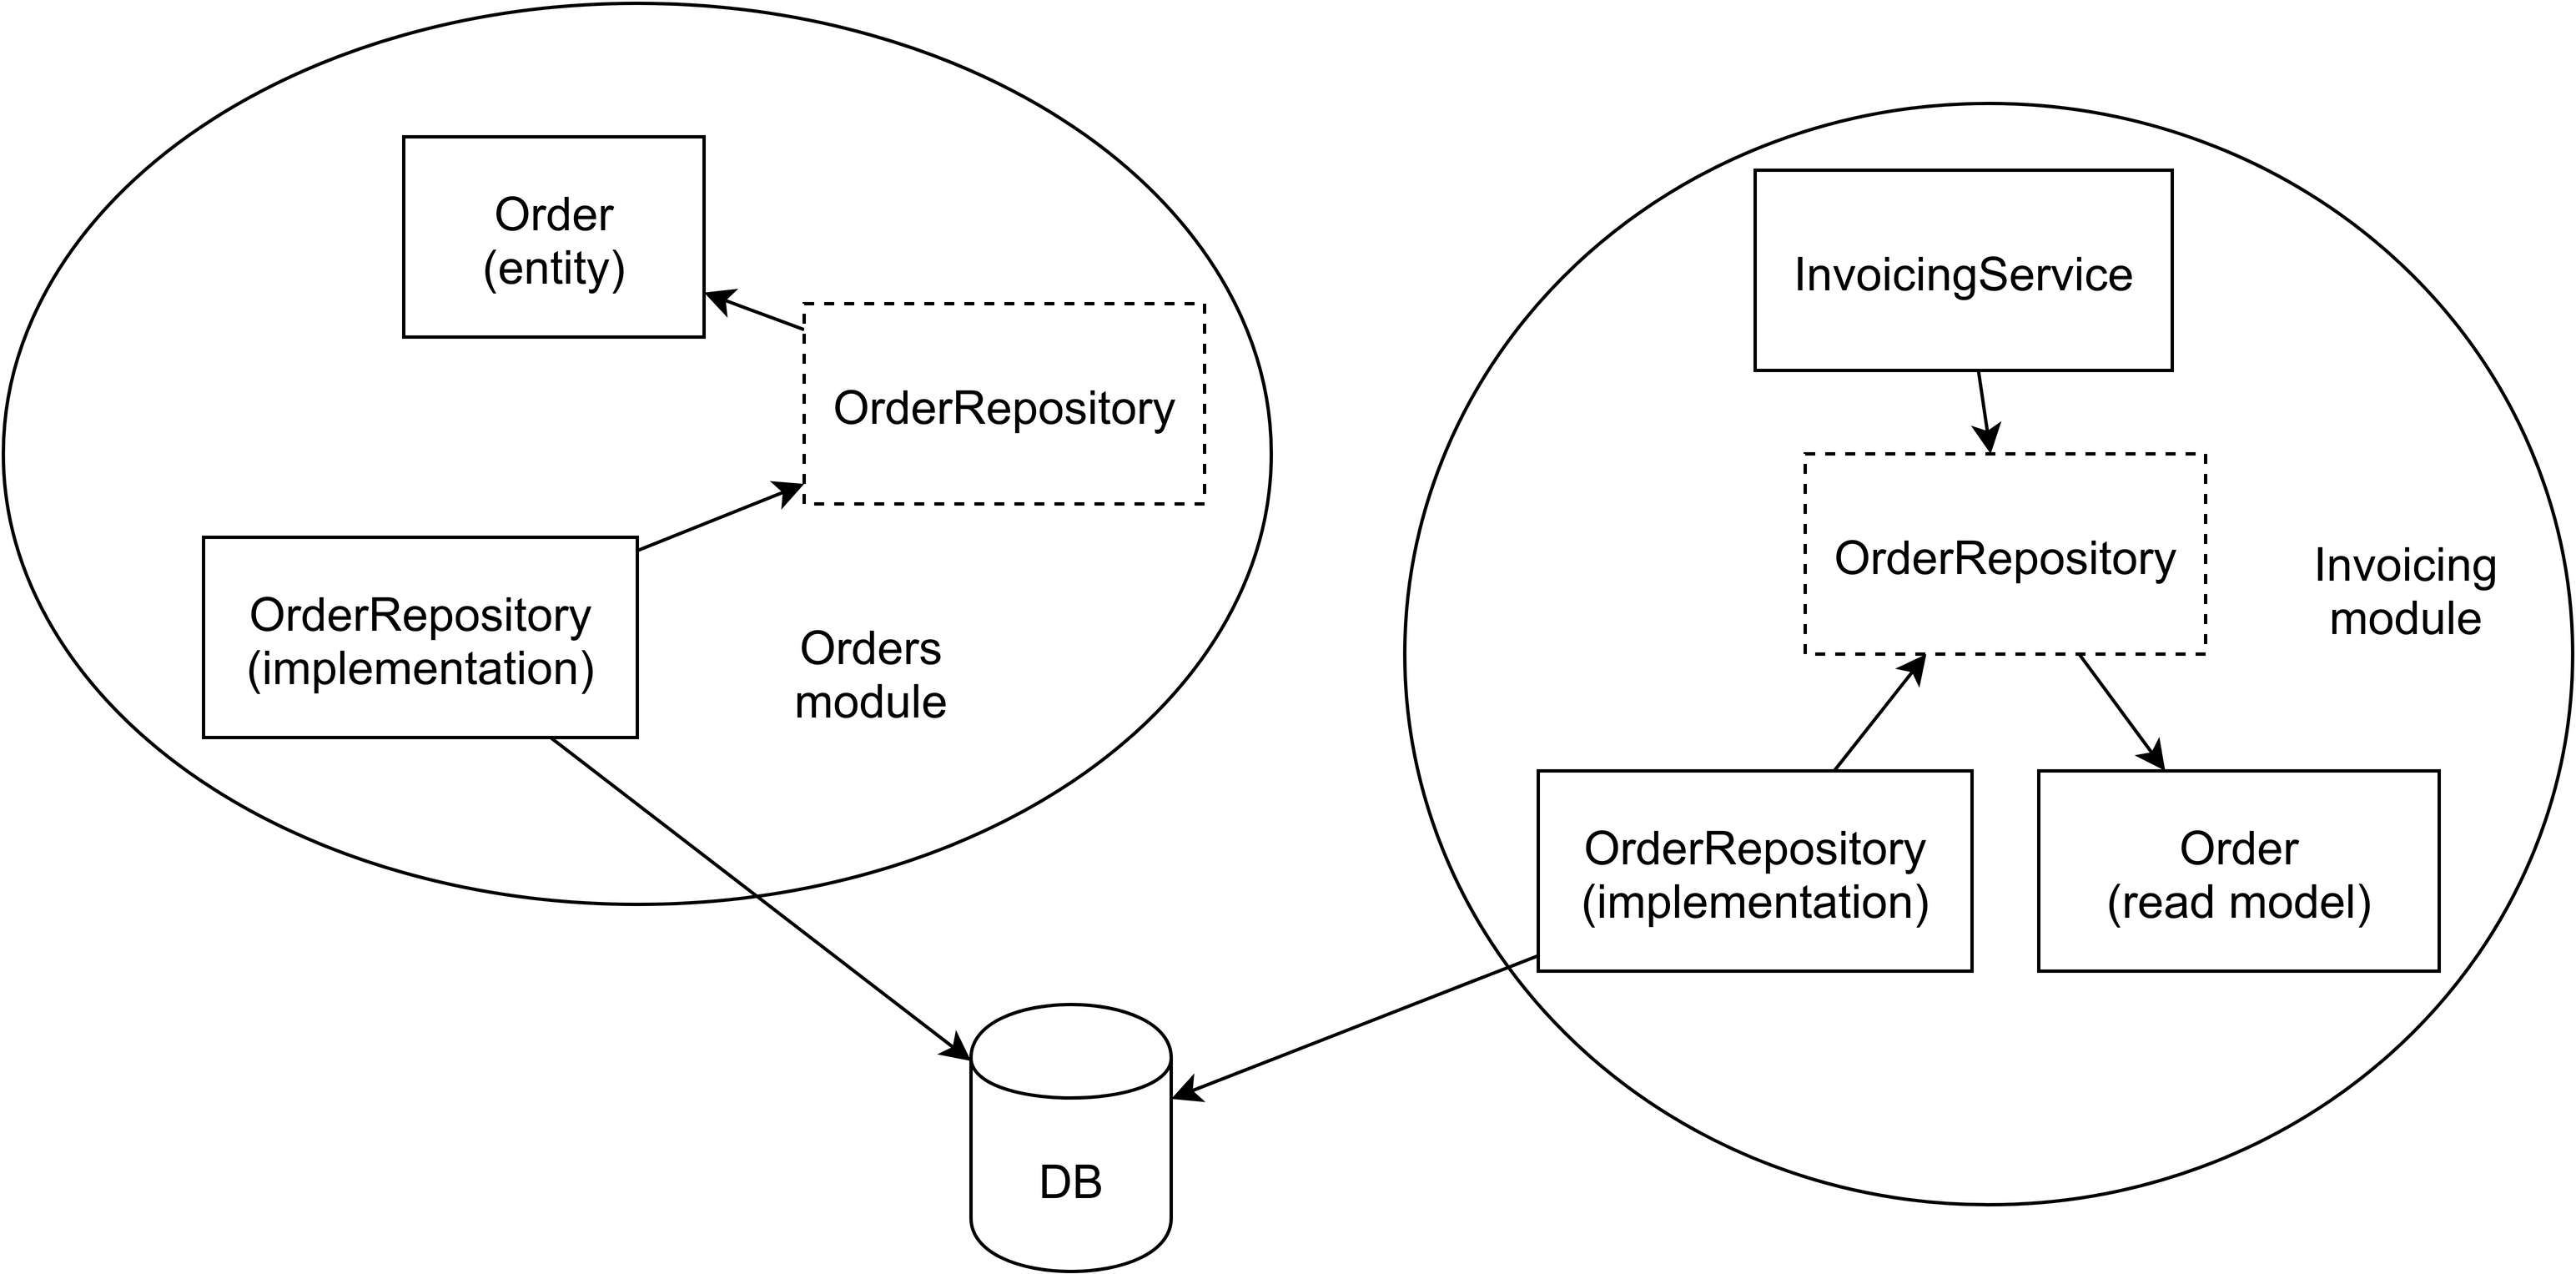 Order
(entity)
OrderRepository
OrderRepository
(implementation)
Orders
module
InvoicingService
OrderRepository
Invoicing
module
OrderRepository
(implementation)
Order
(read model)
DB